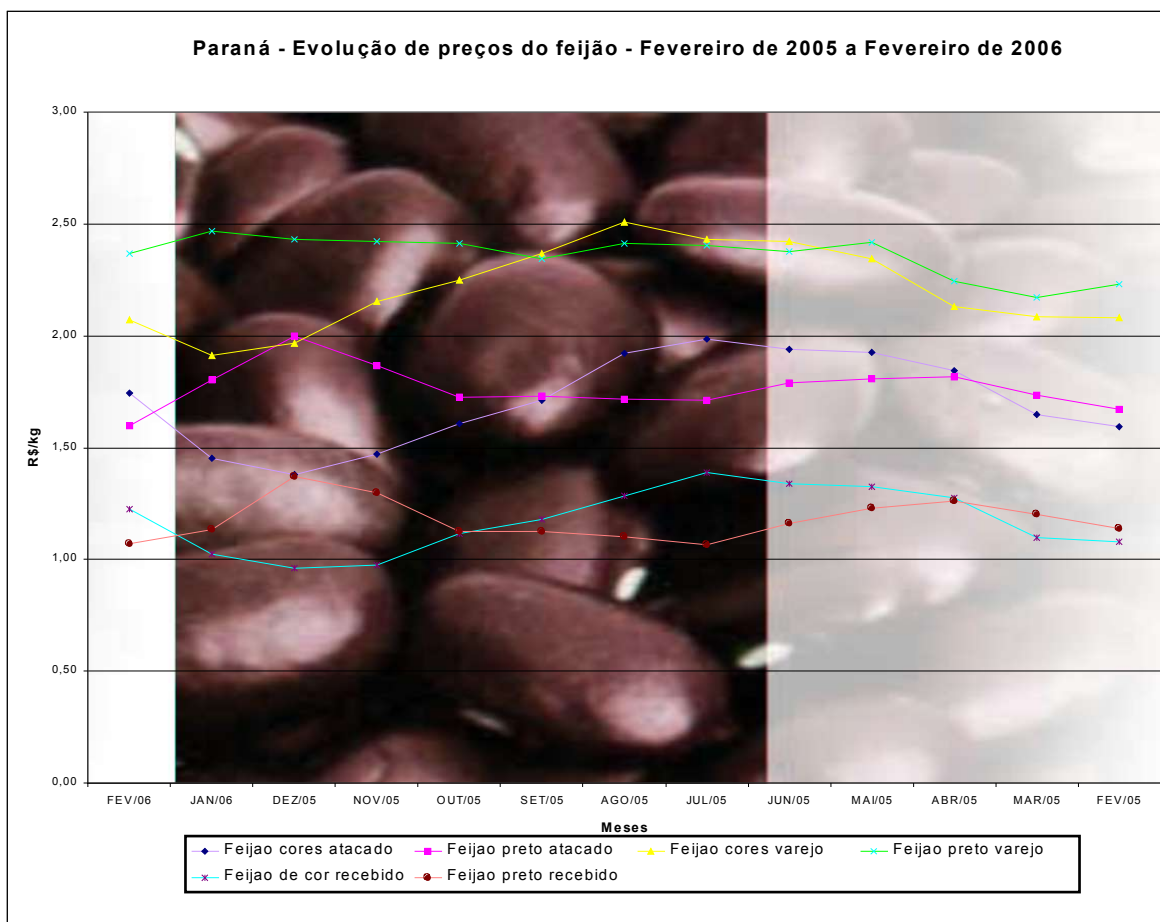 Paraná - Evolução de preços do feijão - Fevereiro de 2005 a Fevereiro de 2006
3,00
2,50
2,00
1,50
1,00
0,50
0,00
R$/kg
FEV/06 JAN/06 DEZ/05 NOV/05 OUT/05 SET/05 AGO/05 JUL/05 JUN/05 MAI/05 ABR/05 MAR/05 FEV/05
Meses
Feijao cores atacado Feijao preto atacado Feijao cores varejo Feijao preto varejo
Feijao de cor recebido Feijao preto recebido